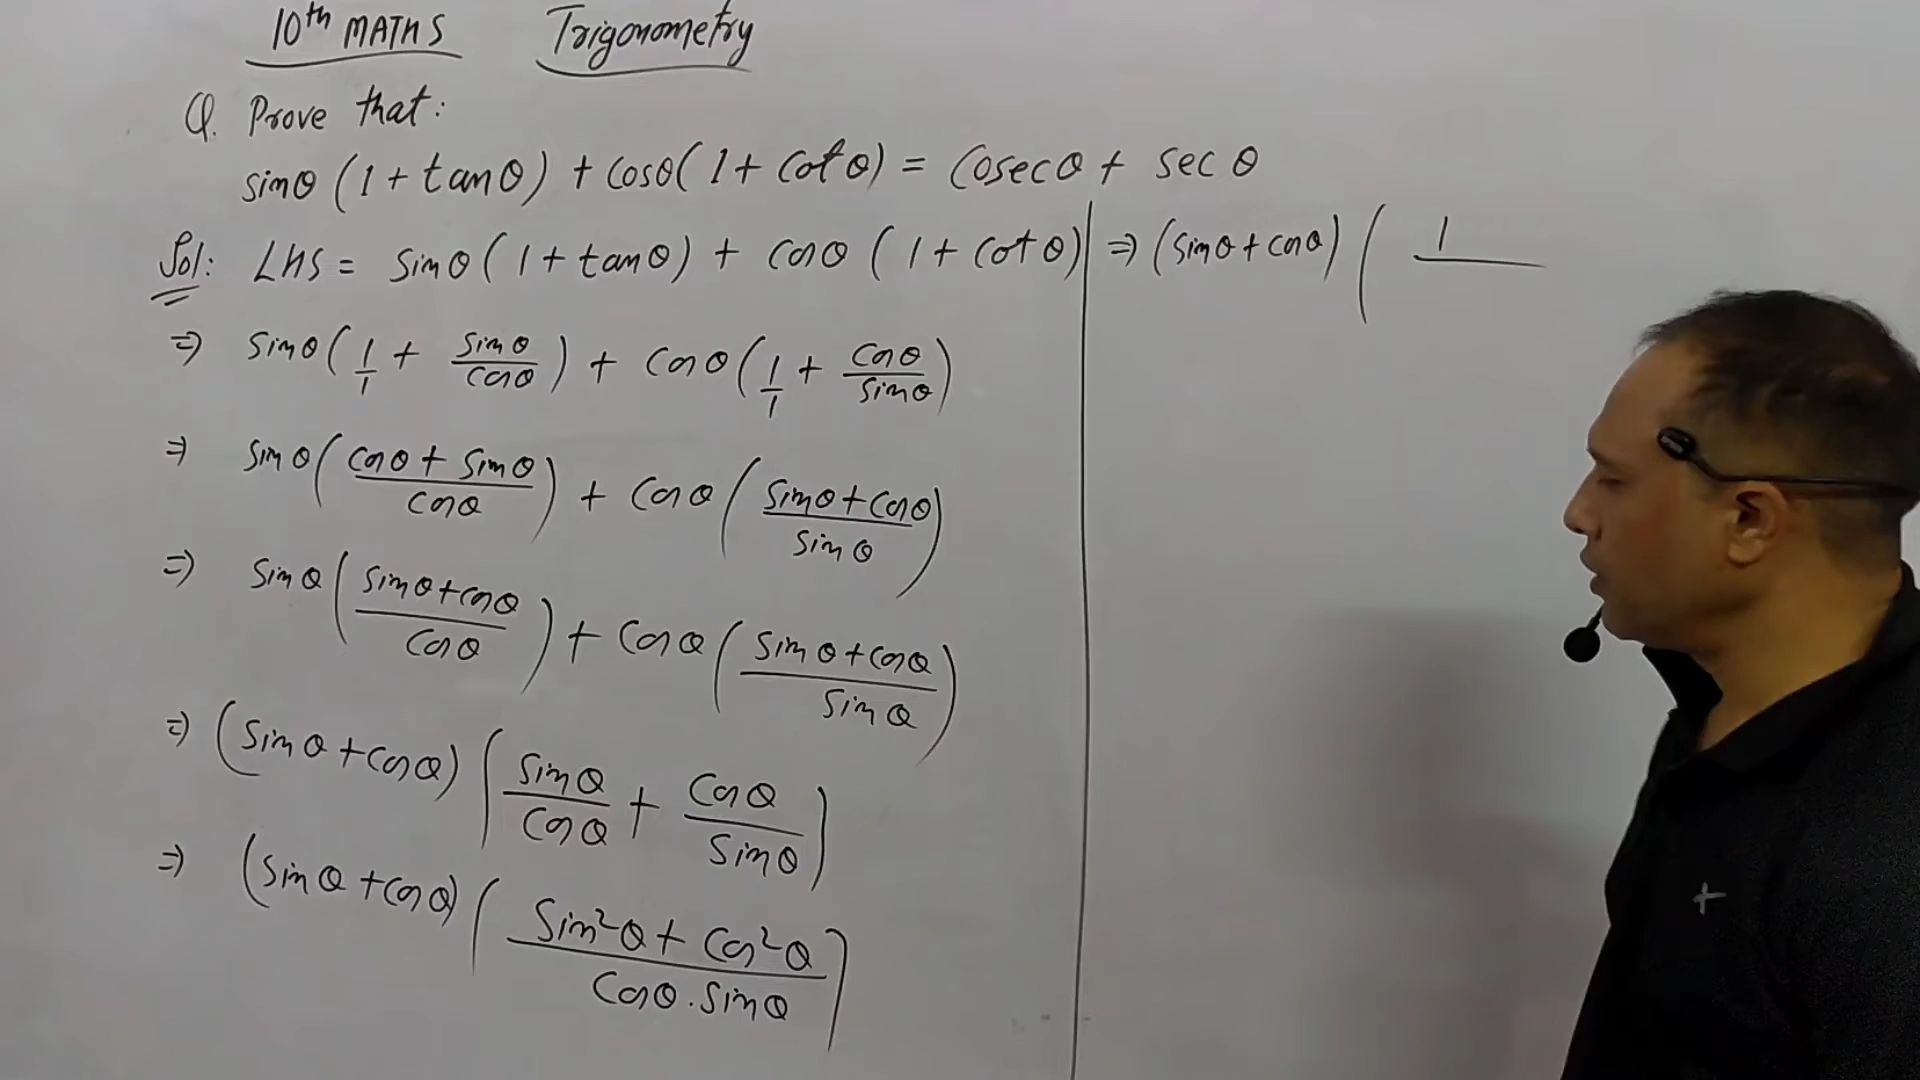 10th MATHS Trigonometry
Q. Prove that:
sinθ (1 + tanθ) + cosθ (1 + cotθ) = cosecθ + secθ
Sol: LHS = sinθ (1 + tanθ) + cosθ (1 + cotθ)
⇒ sinθ (1/1 + sinθ/cosθ) + cosθ (1/1 + cosθ/sinθ)
⇒ sinθ ((cosθ + sinθ)/cosθ) + cosθ ((sinθ + cosθ)/sinθ)
⇒ sinθ ((sinθ + cosθ)/cosθ) + cosθ ((sinθ + cosθ)/sinθ)
⇒ (sinθ + cosθ) (sinθ/cosθ + cosθ/sinθ)
⇒ (sinθ + cosθ) ((sin²θ + cos²θ)/(cosθ . sinθ))
⇒ (sinθ + cosθ) ( 1/